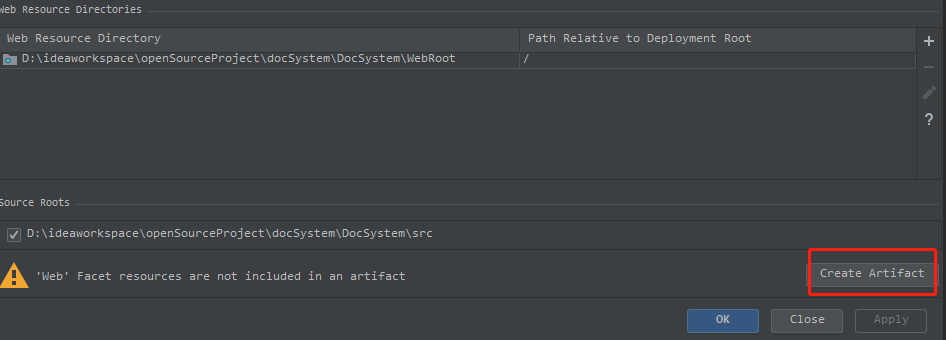 Web Resource Directories
Web Resource Directory Path Relative to Deployment Root
D:\ideaworkspace\openSourceProject\docSystem\DocSystem\WebRoot /
Source Roots
D:\ideaworkspace\openSourceProject\docSystem\DocSystem\src
'Web' Facet resources are not included in an artifact Create Artifact
OK Close Apply